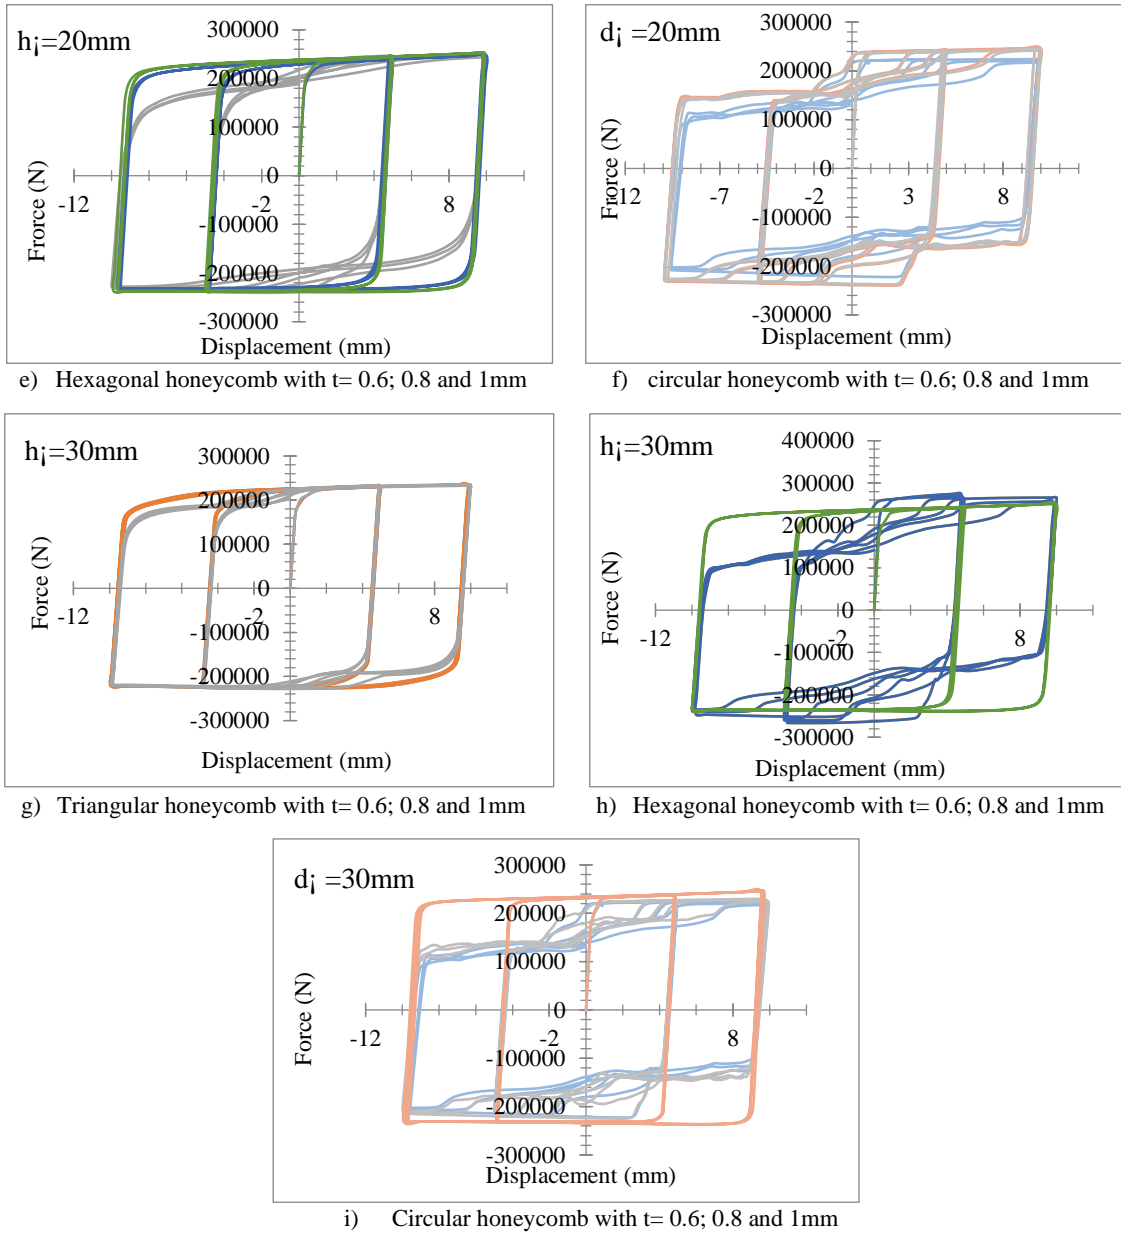 h¡=20mm
300000
200000
100000
0
-100000
-200000
-300000
-12
-2
8
Frorce (N)
Displacement (mm)
e) Hexagonal honeycomb with t= 0.6; 0.8 and 1mm
d¡ =20mm
300000
200000
100000
0
-100000
-200000
-300000
-12
-7
-2
3
8
Frorce (N)
Displacement (mm)
f) circular honeycomb with t= 0.6; 0.8 and 1mm
h¡=30mm
300000
200000
100000
0
-100000
-200000
-300000
-12
-2
8
Force (N)
Displacement (mm)
g) Triangular honeycomb with t= 0.6; 0.8 and 1mm
h¡=30mm
400000
300000
200000
100000
0
-100000
-200000
-300000
-12
-2
8
Force (N)
Displacement (mm)
h) Hexagonal honeycomb with t= 0.6; 0.8 and 1mm
d¡ =30mm
300000
200000
100000
0
-100000
-200000
-300000
-12
-2
8
Force (N)
Displacement (mm)
i) Circular honeycomb with t= 0.6; 0.8 and 1mm